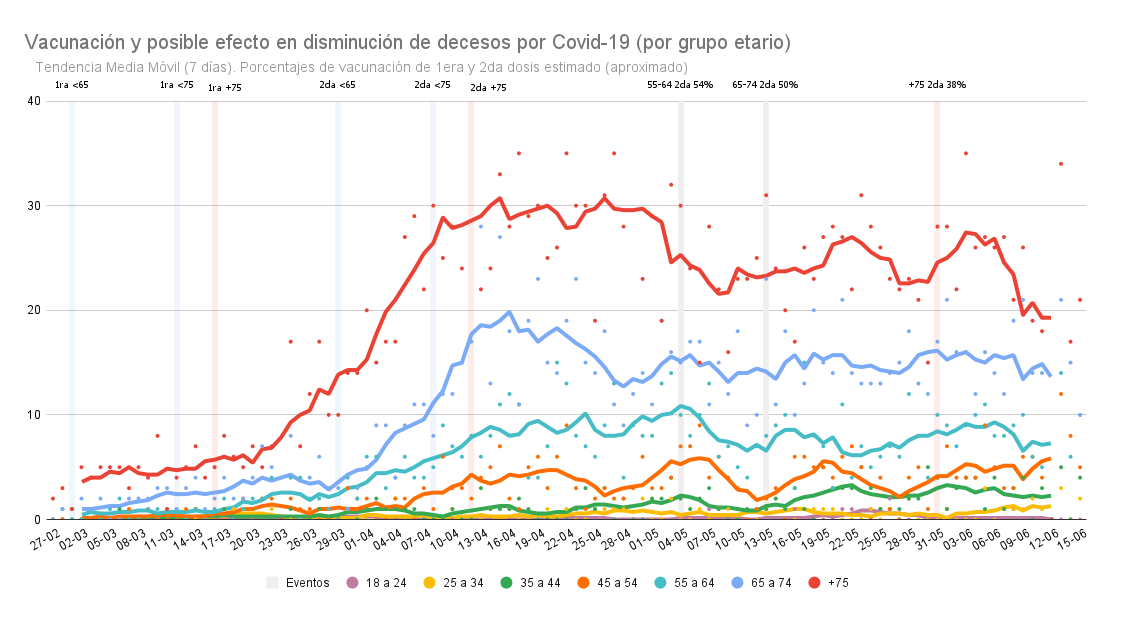 Vacunación y posible efecto en disminución de decesos por Covid-19 (por grupo etario)
Tendencia Media Móvil (7 días). Porcentajes de vacunación de 1era y 2da dosis estimado (aproximado)
1ra <65 1ra <75 1ra +75 2da <65 2da <75 2da +75 55-64 2da 54% 65-74 2da 50% +75 2da 38%
40
30
20
10
0
27-02 02-03 05-03 08-03 11-03 14-03 17-03 20-03 23-03 26-03 29-03 01-04 04-04 07-04 10-04 13-04 16-04 19-04 22-04 25-04 28-04 01-05 04-05 07-05 10-05 13-05 16-05 19-05 22-05 25-05 28-05 31-05 03-06 06-06 09-06 12-06 15-06
Eventos 18 a 24 25 a 34 35 a 44 45 a 54 55 a 64 65 a 74 +75